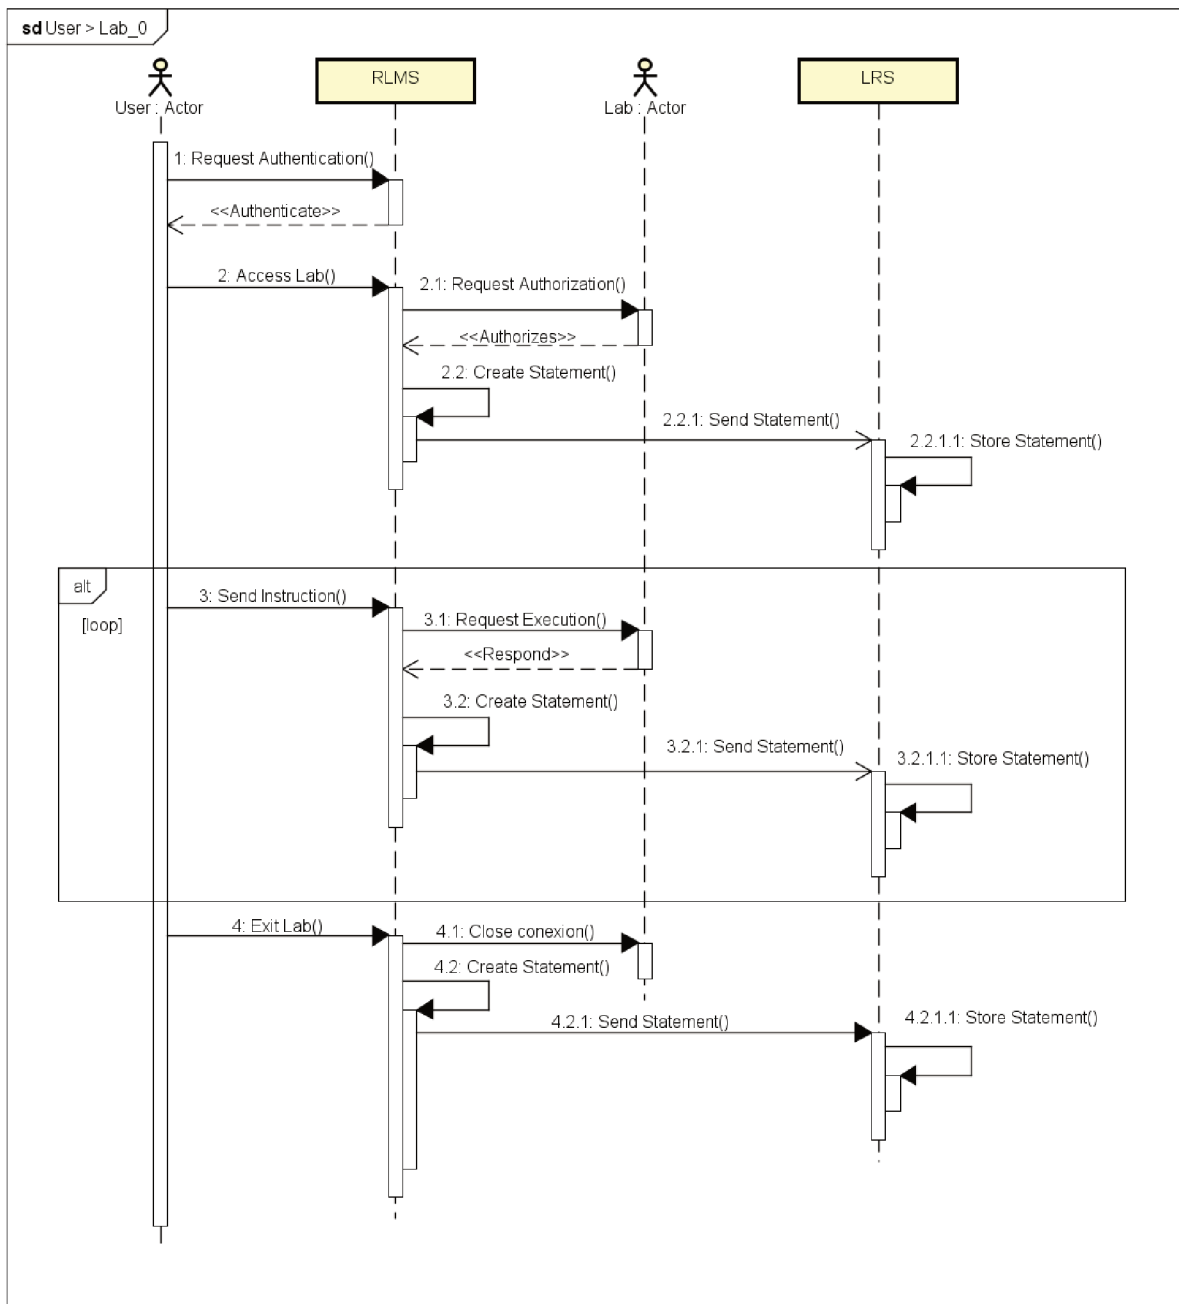 sd User > Lab_0
User : Actor
RLMS
Lab : Actor
LRS
1: Request Authentication()
<<Authenticate>>
2: Access Lab()
2.1: Request Authorization()
<<Authorizes>>
2.2: Create Statement()
2.2.1: Send Statement()
2.2.1.1: Store Statement()
alt
[loop]
3: Send Instruction()
3.1: Request Execution()
<<Respond>>
3.2: Create Statement()
3.2.1: Send Statement()
3.2.1.1: Store Statement()
4: Exit Lab()
4.1: Close conexion()
4.2: Create Statement()
4.2.1: Send Statement()
4.2.1.1: Store Statement()